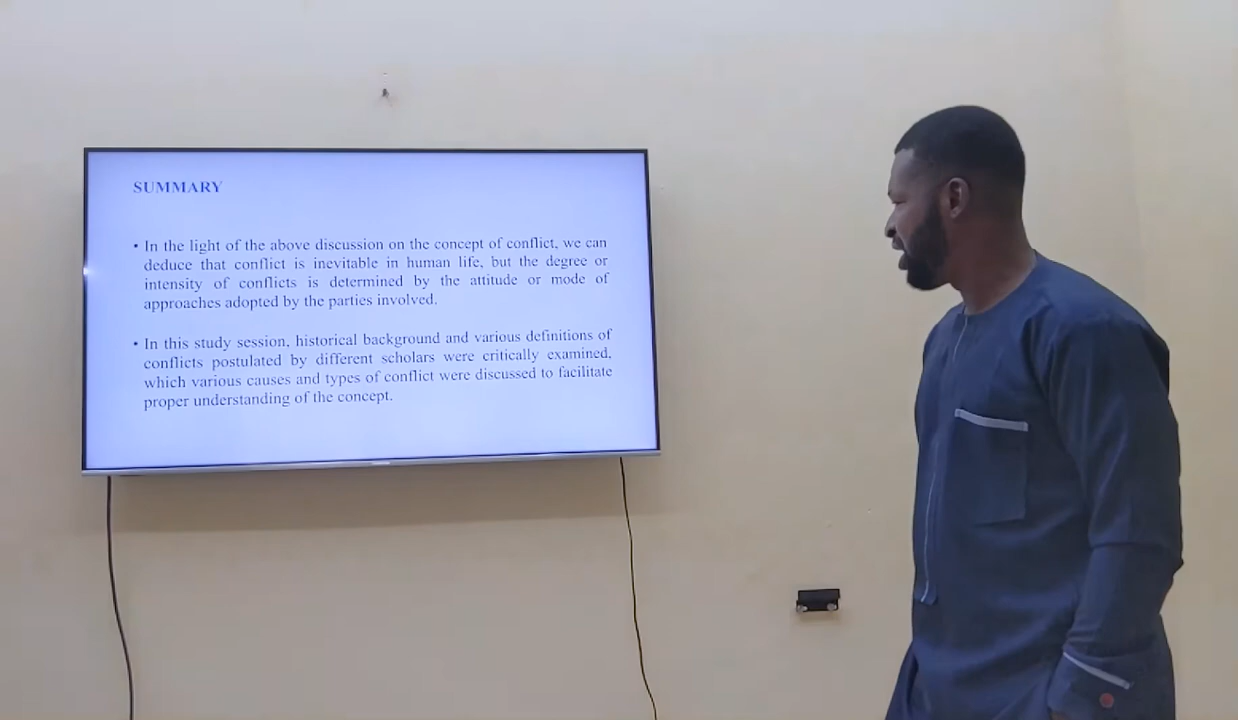 SUMMARY
• In the light of the above discussion on the concept of conflict, we can
deduce that conflict is inevitable in human life, but the degree or
intensity of conflicts is determined by the attitude or mode of
approaches adopted by the parties involved.
• In this study session, historical background and various definitions of
conflicts postulated by different scholars were critically examined,
which various causes and types of conflict were discussed to facilitate
proper understanding of the concept.